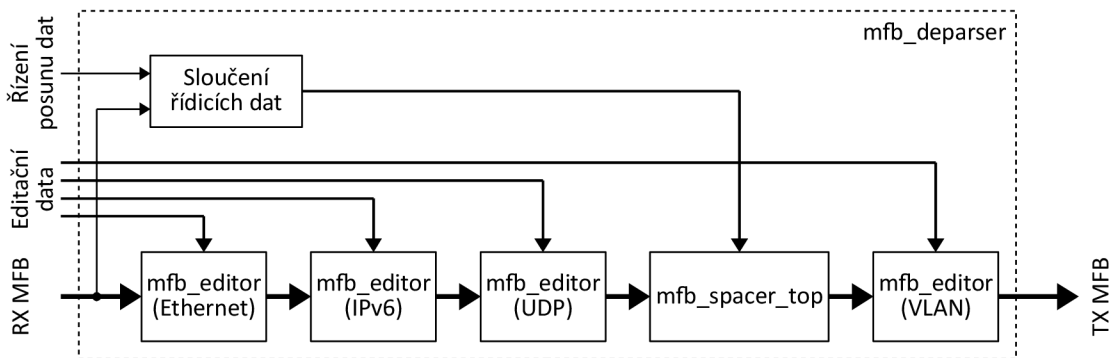 mfb_deparser
Řízení
posunu dat
Sloučení
řídicích dat
Editační
data
RX MFB
mfb_editor
(Ethernet)
mfb_editor
(IPv6)
mfb_editor
(UDP)
mfb_spacer_top
mfb_editor
(VLAN)
TX MFB